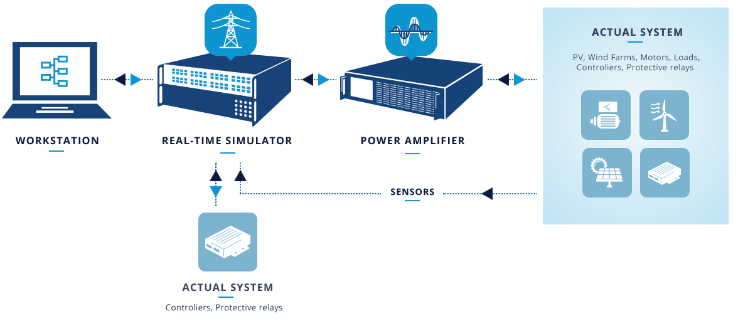 ACTUAL SYSTEM
PV, Wind Farms, Motors, Loads,
Controllers, Protective relays
WORKSTATION
REAL-TIME SIMULATOR
POWER AMPLIFIER
SENSORS
ACTUAL SYSTEM
Controliers, Protective relays